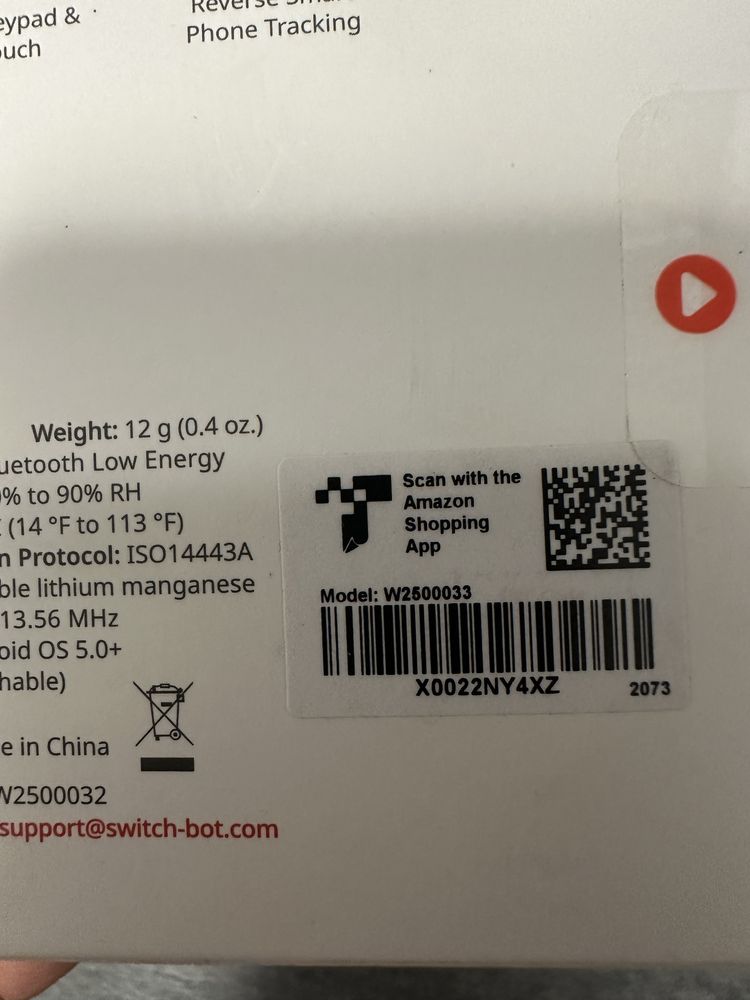 eypad &
ouch
Reverse
Phone Tracking
Weight: 12 g (0.4 oz.)
uetooth Low Energy
% to 90% RH
(14 °F to 113 °F)
n Protocol: ISO14443A
ble lithium manganese
13.56 MHz
oid OS 5.0+
hable)
e in China
W2500032
support@switch-bot.com
Scan with the
Amazon
Shopping
App
Model: W2500033
X0022NY4XZ
2073